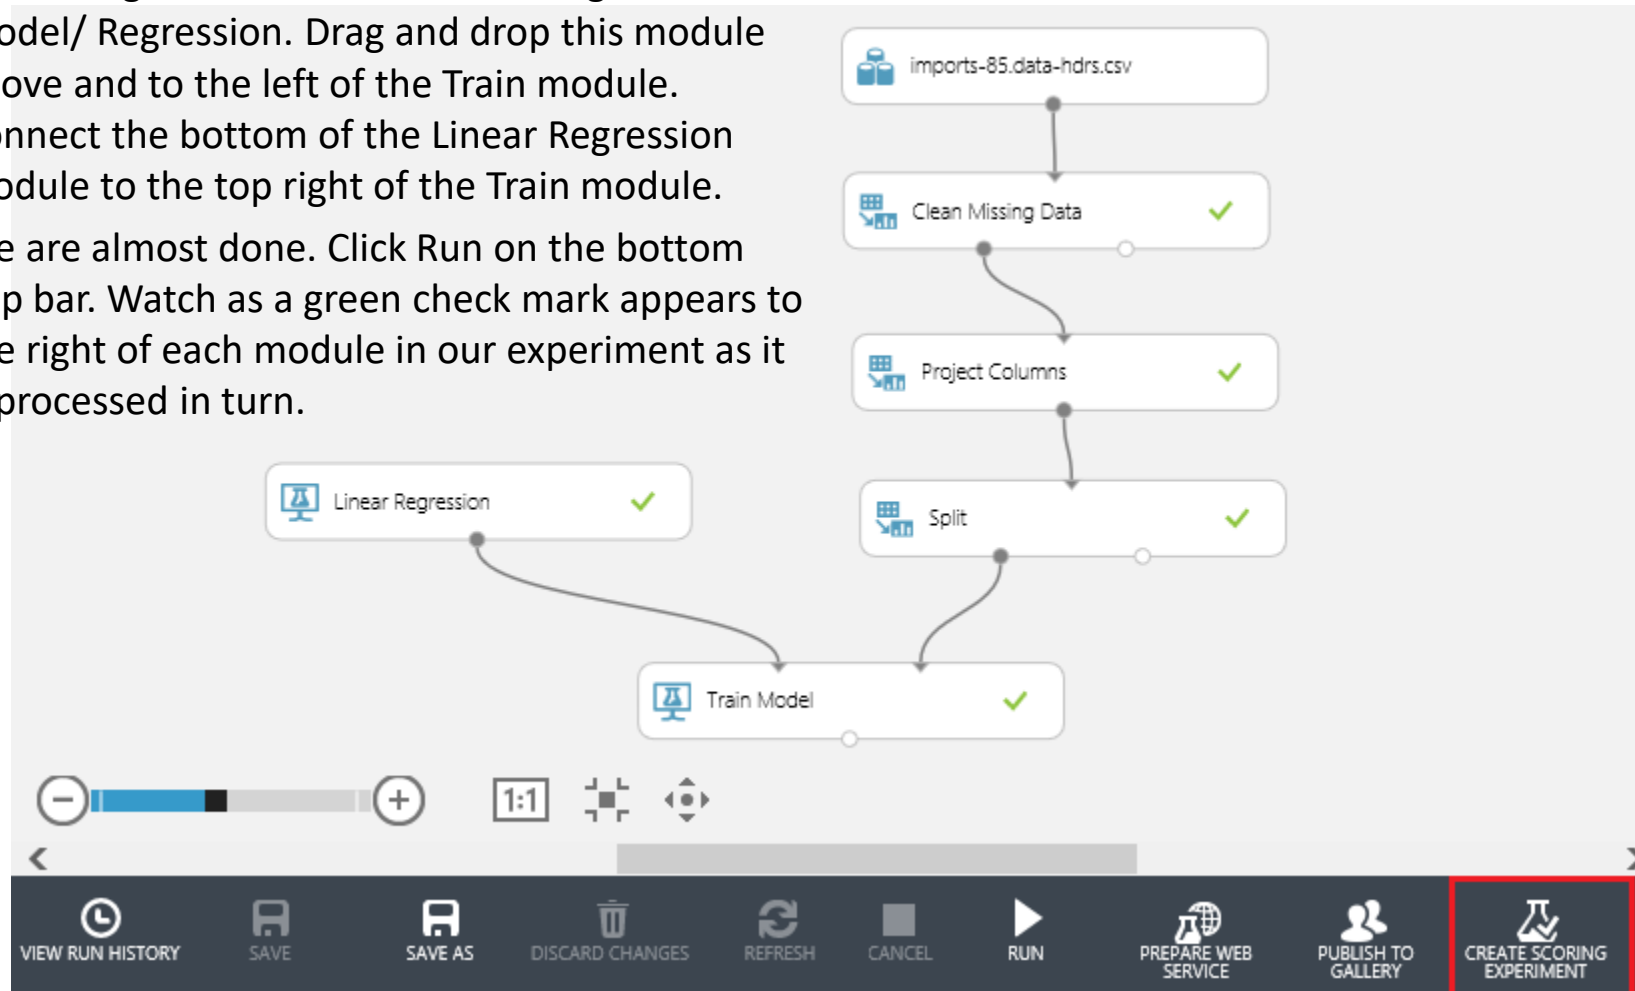 odel/ Regression. Drag and drop this module
ove and to the left of the Train module.
onnect the bottom of the Linear Regression
odule to the top right of the Train module.
e are almost done. Click Run on the bottom
p bar. Watch as a green check mark appears to
e right of each module in our experiment as it
processed in turn.
imports-85.data-hdrs.csv
Clean Missing Data
Project Columns
Linear Regression
Split
Train Model
1:1
VIEW RUN HISTORY
SAVE
SAVE AS
DISCARD CHANGES
REFRESH
CANCEL
RUN
PREPARE WEB
SERVICE
PUBLISH TO
GALLERY
CREATE SCORING
EXPERIMENT